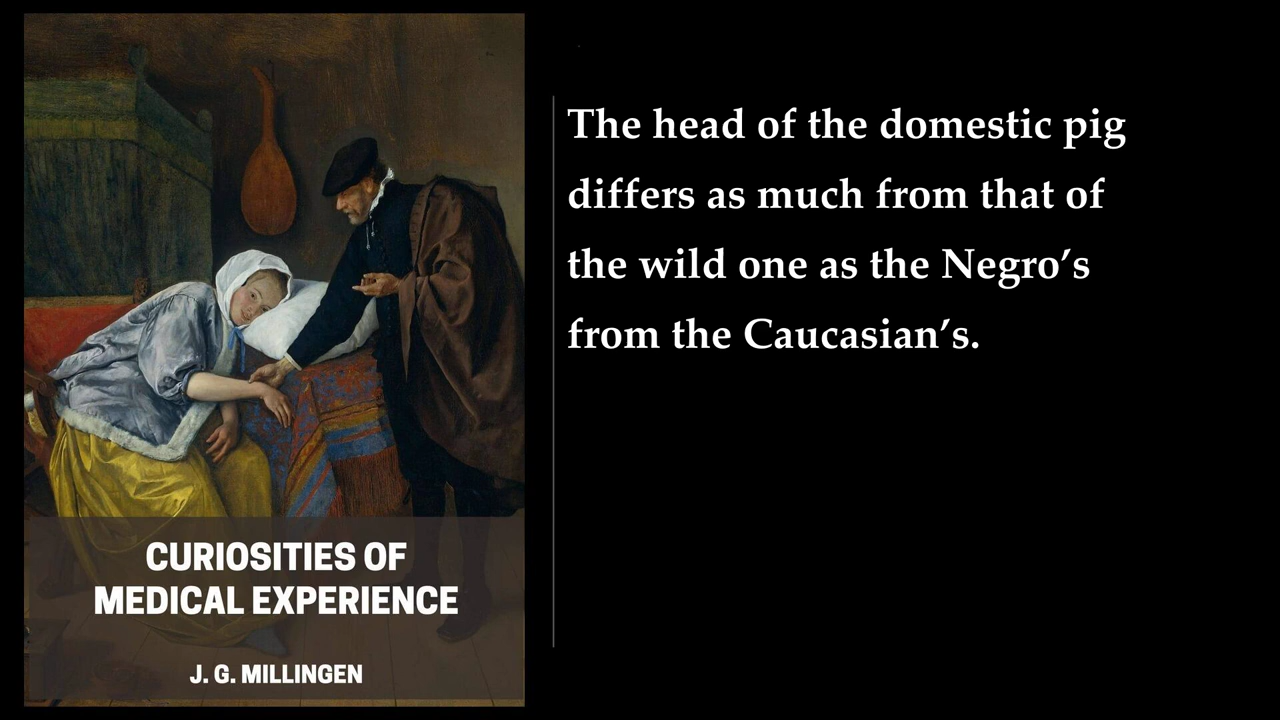 The head of the domestic pig
differs as much from that of
the wild one as the Negro’s
from the Caucasian’s.
CURIOSITIES OF
MEDICAL EXPERIENCE
J. G. MILLINGEN